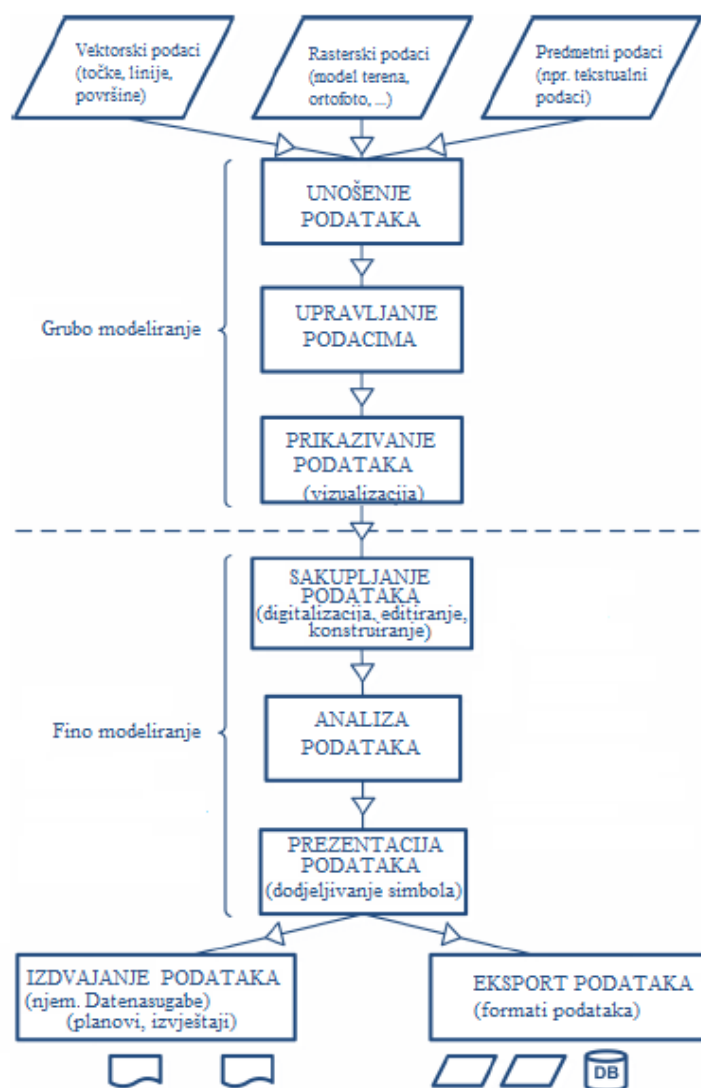 Vektorski podaci
(točke, linije,
površine)
Rasterski podaci
(model terena,
ortofoto, ...)
Predmetni podaci
(npr. tekstualni
podaci)
UNOŠENJE
PODATAKA
UPRAVLJANJE
PODACIMA
Grubo modeliranje
PRIKAZIVANJE
PODATAKA
(vizualizacija)
SAKUPLJANJE
PODATAKA
(digitalizacija, editiranje,
konstruiranje)
Fino modeliranje
ANALIZA
PODATAKA
PREZENTACIJA
PODATAKA
(dodjeljivanje simbola)
IZDVAJANJE PODATAKA
(njem. Datenasugabe)
(planovi, izvještaji)
EKSPORT PODATAKA
(formati podataka)
DB